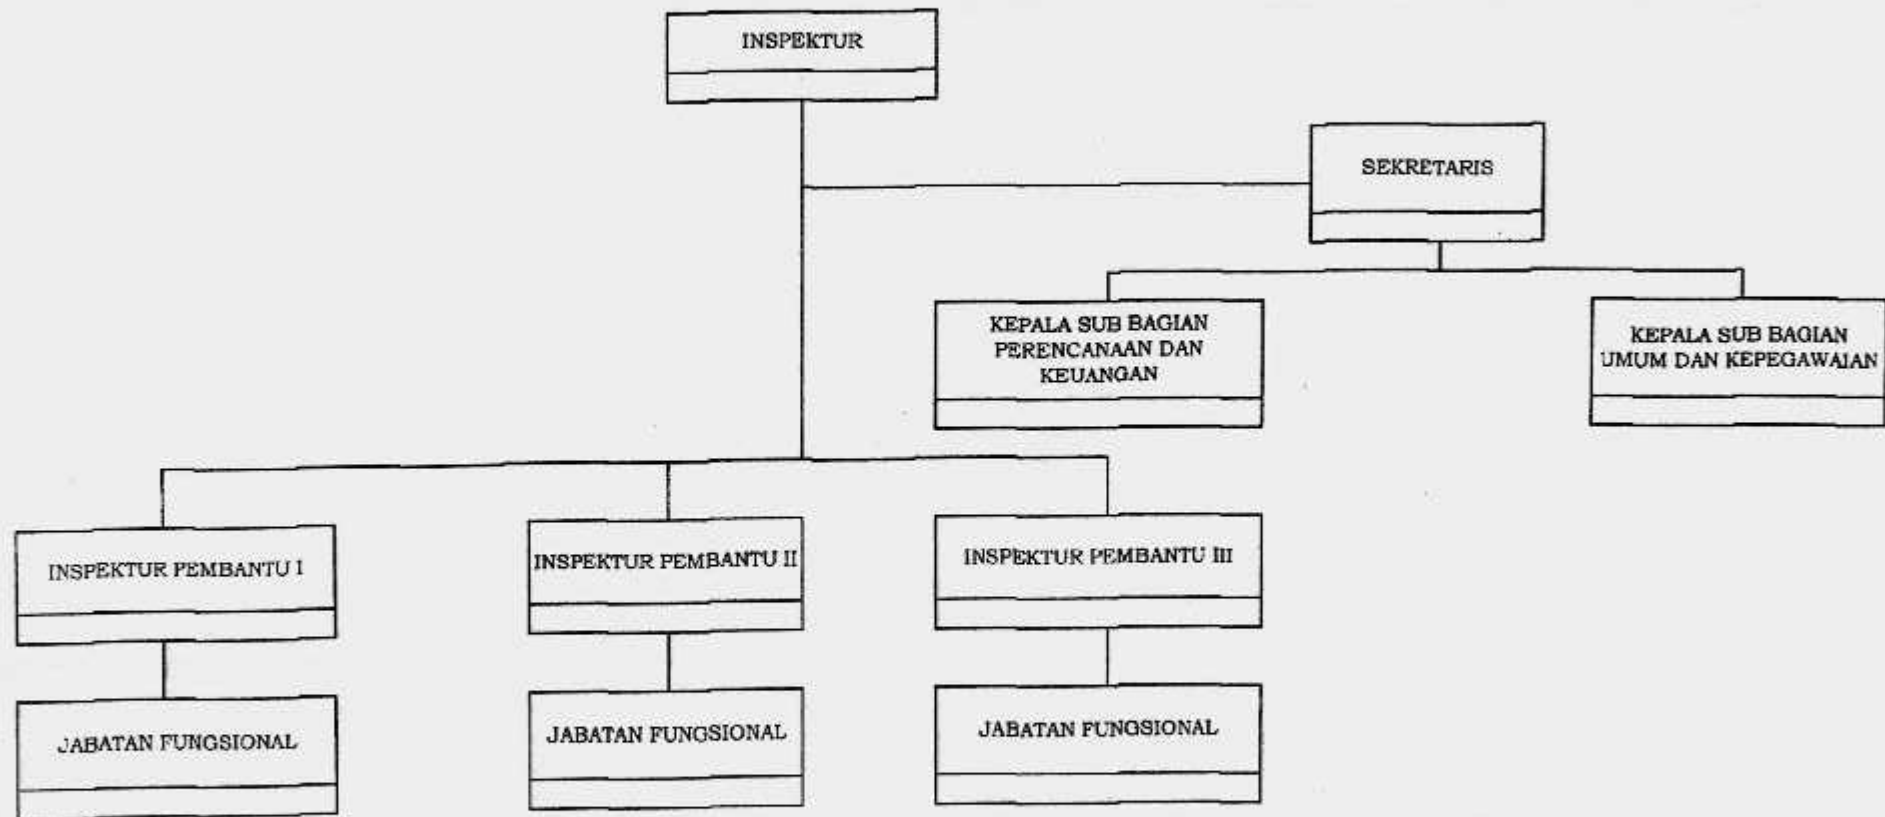 INSPEKTUR
SEKRETARIS
KEPALA SUB BAGIAN
PERENCANAAN DAN
KEUANGAN
KEPALA SUB BAGIAN
UMUM DAN KEPEGAWAIAN
INSPEKTUR PEMBANTU I
INSPEKTUR PEMBANTU II
INSPEKTUR PEMBANTU III
JABATAN FUNGSIONAL
JABATAN FUNGSIONAL
JABATAN FUNGSIONAL